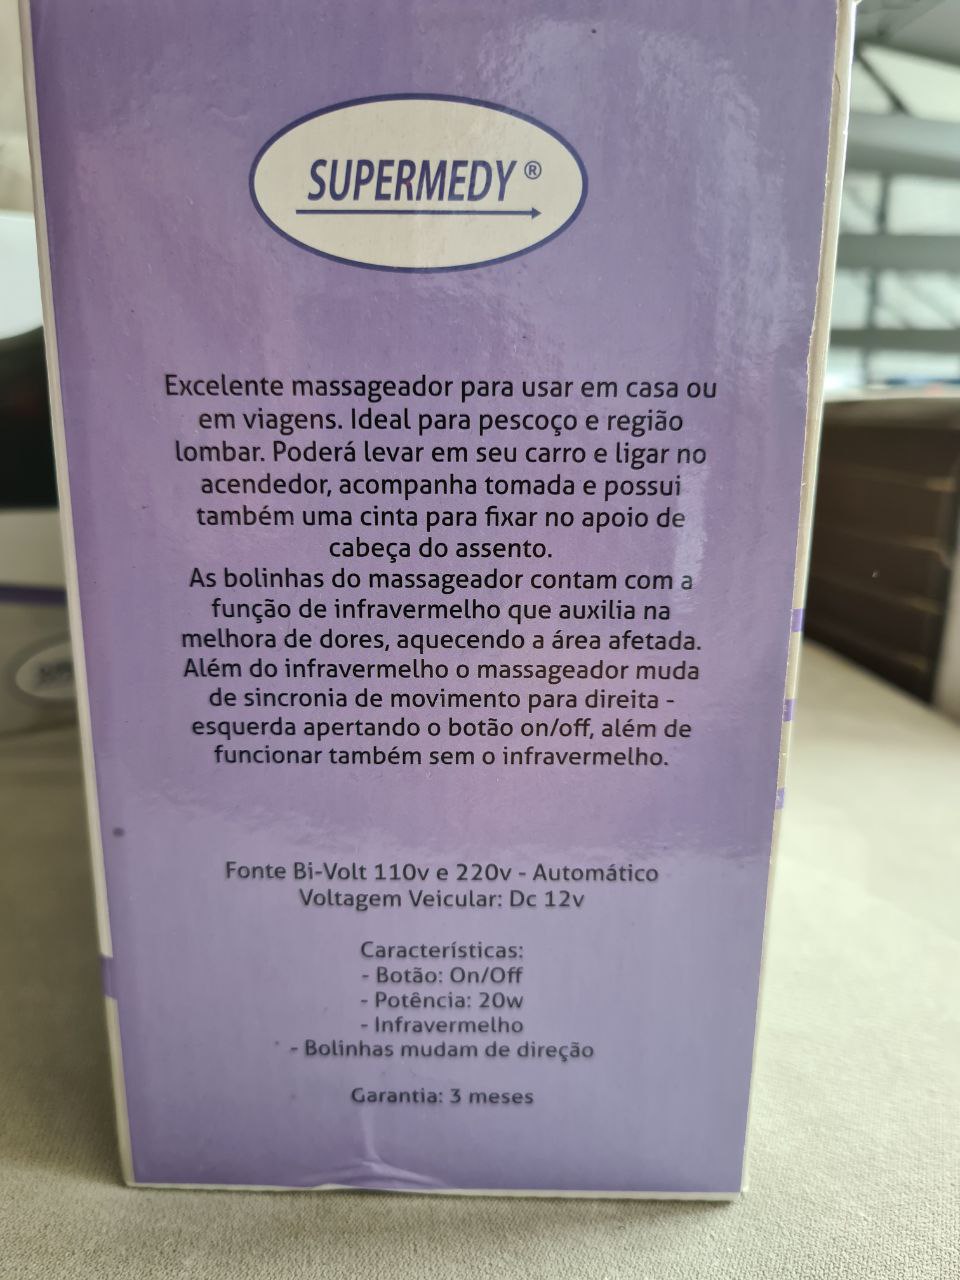 SUPERMEDY ®
Excelente massageador para usar em casa ou
em viagens. Ideal para pescoço e região
lombar. Poderá levar em seu carro e ligar no
acendedor, acompanha tomada e possui
também uma cinta para fixar no apoio de
cabeça do assento.
As bolinhas do massageador contam com a
função de infravermelho que auxilia na
melhora de dores, aquecendo a área afetada.
Além do infravermelho o massageador muda
de sincronia de movimento para direita -
esquerda apertando o botão on/off, além de
funcionar também sem o infravermelho.
Fonte Bi-Volt 110v e 220v - Automático
Voltagem Veicular: Dc 12v
Características:
- Botão: On/Off
- Potência: 20w
- Infravermelho
- Bolinhas mudam de direção
Garantia: 3 meses